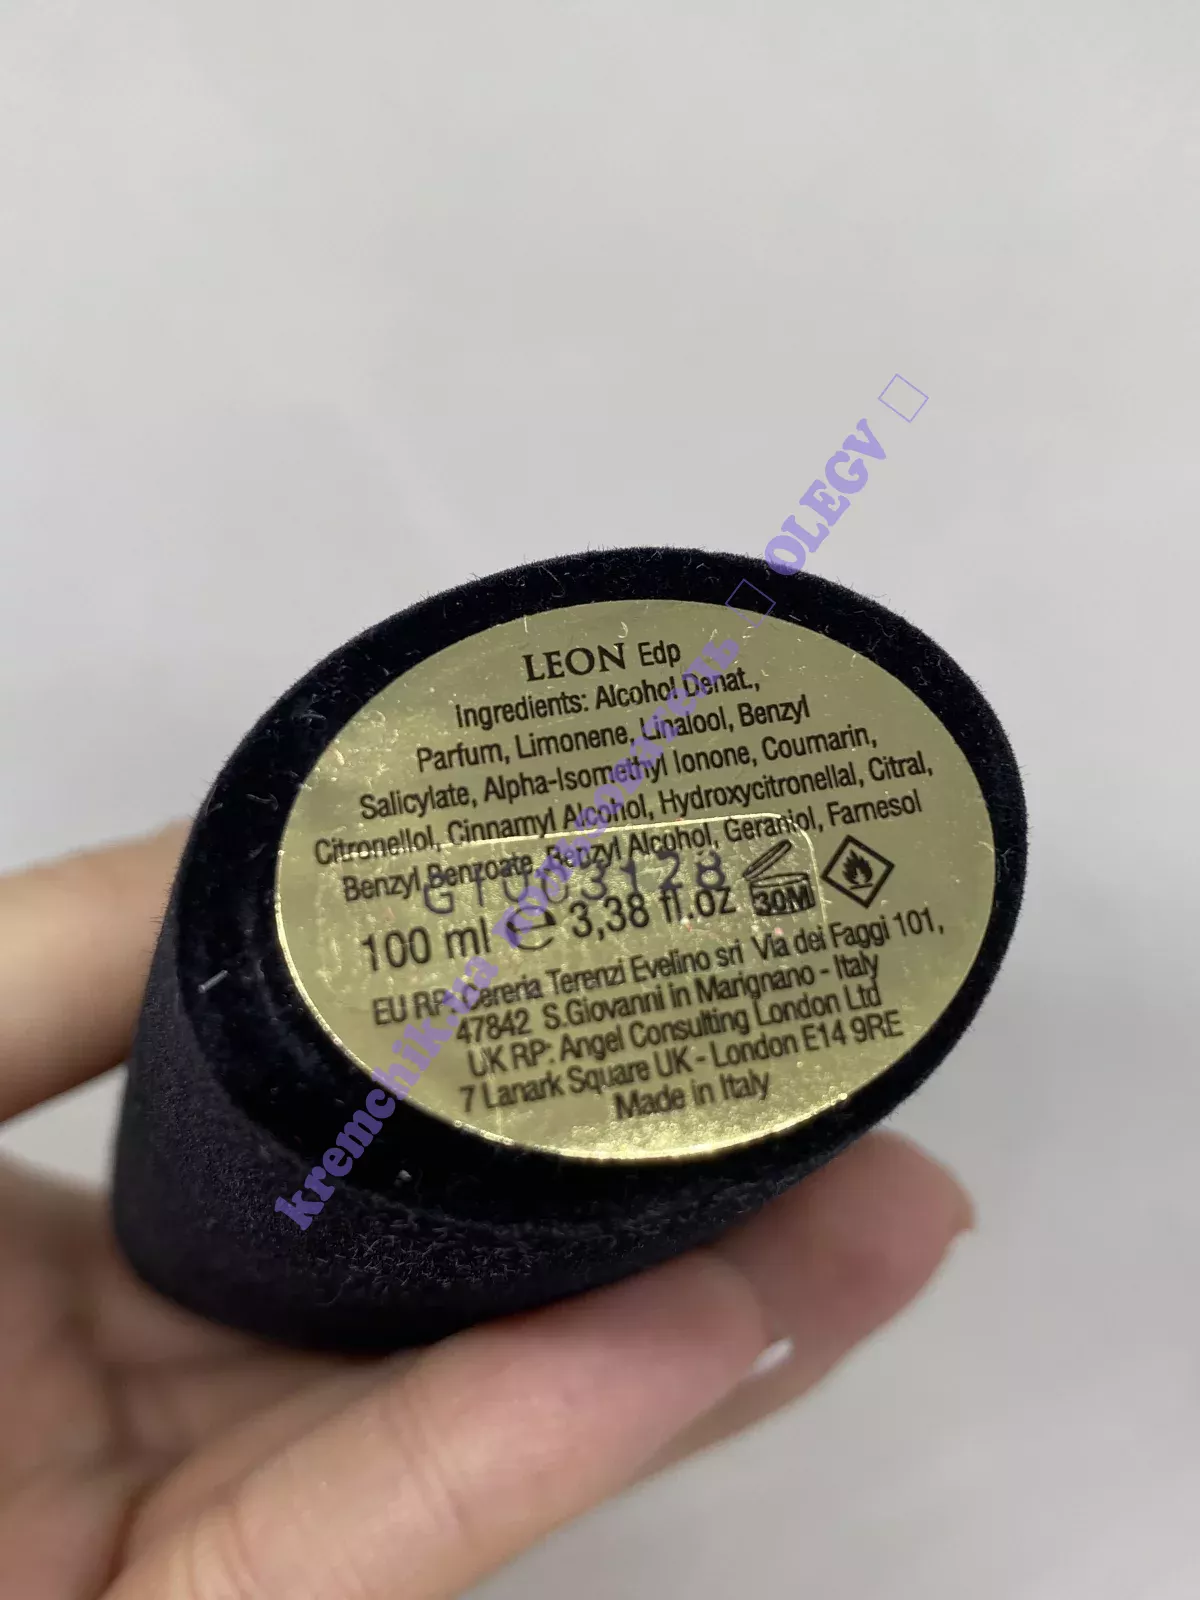 LEON Edp
Ingredients: Alcohol Denat.,
Parfum, Limonene, Linalool, Benzyl
Salicylate, Alpha-Isomethyl Ionone, Coumarin,
Citronellol, Cinnamyl Alcohol, Hydroxycitronellal, Citral,
Benzyl Benzoate, Benzyl Alcohol, Geraniol, Farnesol
100 ml e 3,38 fl.oz 30M
EU RP: Cereria Terenzi Evelino srl Via dei Faggi 101,
47842 S.Giovanni in Marignano - Italy
UK RP: Angel Consulting London Ltd
7 Lanark Square UK - London E14 9RE
Made in Italy
kremchik.ua пользователь OLEGV